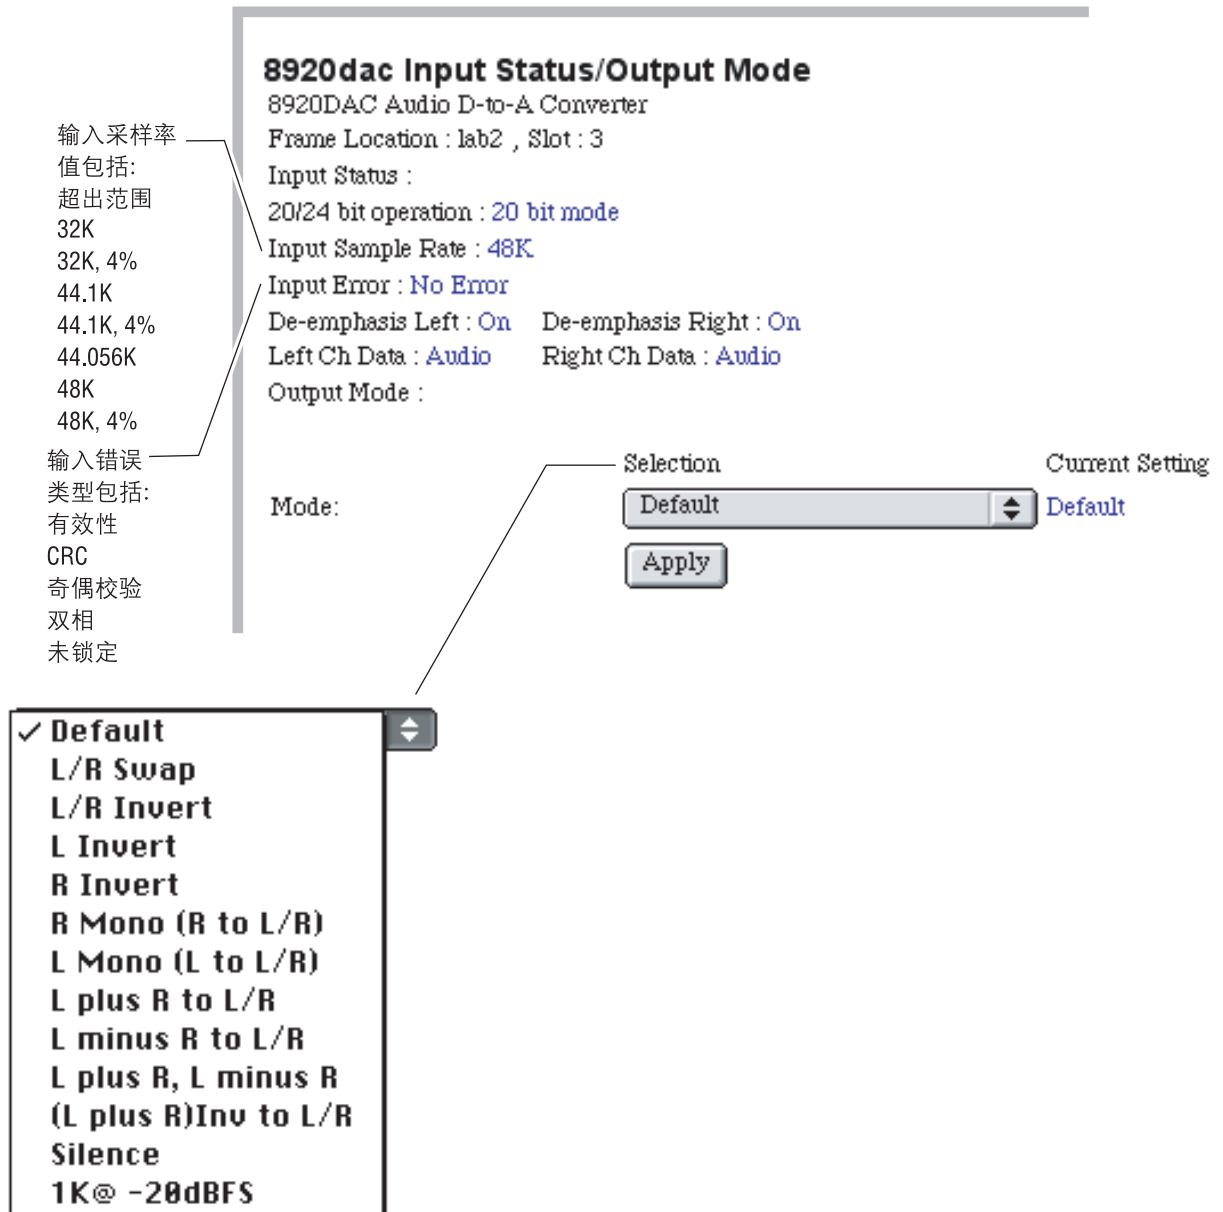 8920dac Input Status/Output Mode
8920DAC Audio D-to-A Converter
Frame Location : lab2 , Slot : 3
Input Status :
20/24 bit operation : 20 bit mode
Input Sample Rate : 48K
Input Error : No Error
De-emphasis Left : On De-emphasis Right : On
Left Ch Data : Audio Right Ch Data : Audio
Output Mode :
Selection Current Setting
Mode: Default Default
Apply
输入采样率
值包括:
超出范围
32K
32K, 4%
44.1K
44.1K, 4%
44.056K
48K
48K, 4%
输入错误
类型包括:
有效性
CRC
奇偶校验
双相
未锁定
✓ Default
L/R Swap
L/R Invert
L Invert
R Invert
R Mono (R to L/R)
L Mono (L to L/R)
L plus R to L/R
L minus R to L/R
L plus R, L minus R
(L plus R)Inv to L/R
Silence
1K@ -20dBFS